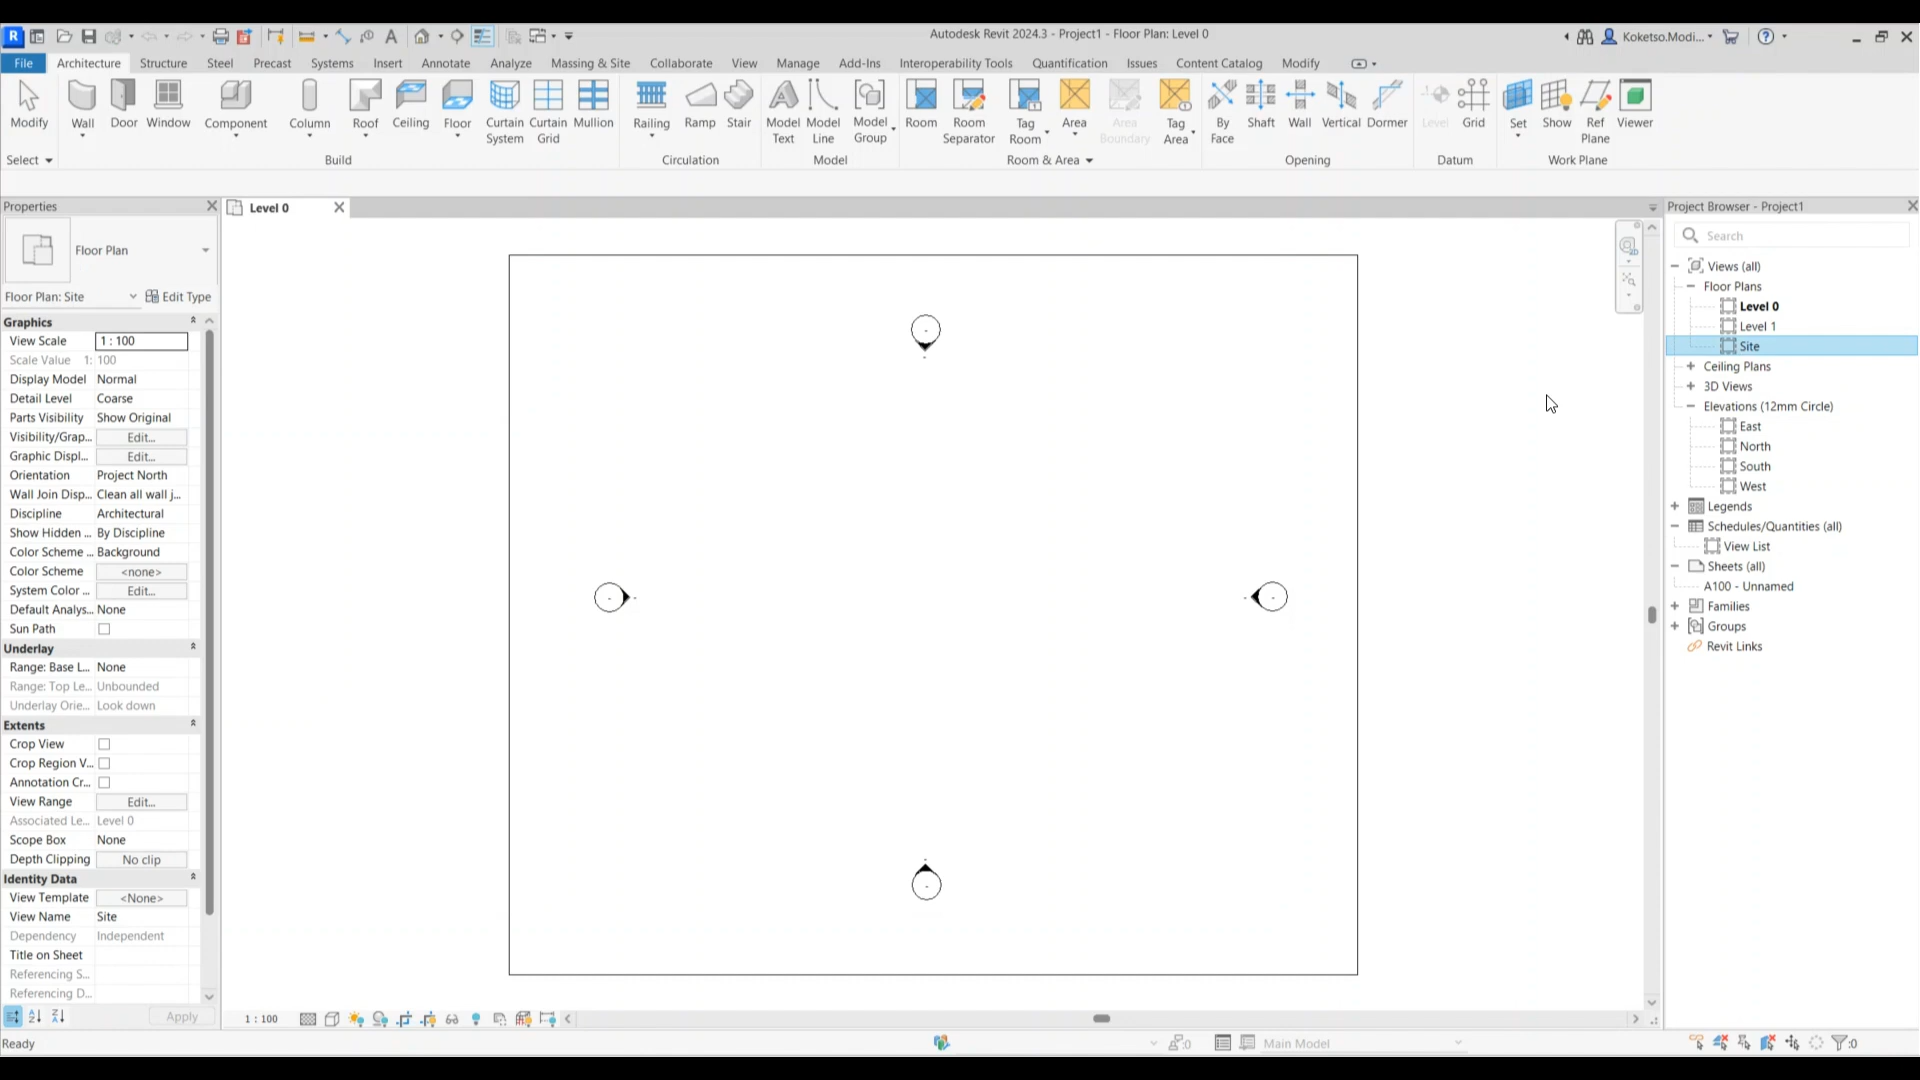 R
Autodesk Revit 2024.3 - Project1 - Floor Plan: Level 0
Koketso.Modi...
File Architecture Structure Steel Precast Systems Insert Annotate Analyze Massing & Site Collaborate View Manage Add-Ins Interoperability Tools Quantification Issues Content Catalog Modify
Modify Wall Door Window Component Column Roof Ceiling Floor Curtain System Curtain Grid Mullion Railing Ramp Stair Model Text Model Line Model Group Room Room Separator Tag Room Area Area Boundary Tag Area By Face Shaft Wall Vertical Dormer Level Grid Set Show Ref Plane Viewer
Select Build Circulation Model Room & Area Opening Datum Work Plane
Properties
Floor Plan
Floor Plan: Site Edit Type
Graphics
View Scale 1 : 100
Scale Value 1: 100
Display Model Normal
Detail Level Coarse
Parts Visibility Show Original
Visibility/Grap... Edit...
Graphic Displ... Edit...
Orientation Project North
Wall Join Disp... Clean all wall j...
Discipline Architectural
Show Hidden ... By Discipline
Color Scheme ... Background
Color Scheme <none>
System Color ... Edit...
Default Analys... None
Sun Path
Underlay
Range: Base L... None
Range: Top Le... Unbounded
Underlay Orie... Look down
Extents
Crop View
Crop Region V...
Annotation Cr...
View Range Edit...
Associated Le... Level 0
Scope Box None
Depth Clipping No clip
Identity Data
View Template <None>
View Name Site
Dependency Independent
Title on Sheet
Referencing S...
Referencing D...
Apply
Level 0
1 : 100
Project Browser - Project1
Search
Views (all)
Floor Plans
Level 0
Level 1
Site
Ceiling Plans
3D Views
Elevations (12mm Circle)
East
North
South
West
Legends
Schedules/Quantities (all)
View List
Sheets (all)
A100 - Unnamed
Families
Groups
Revit Links
Ready
:0
Main Model
:0